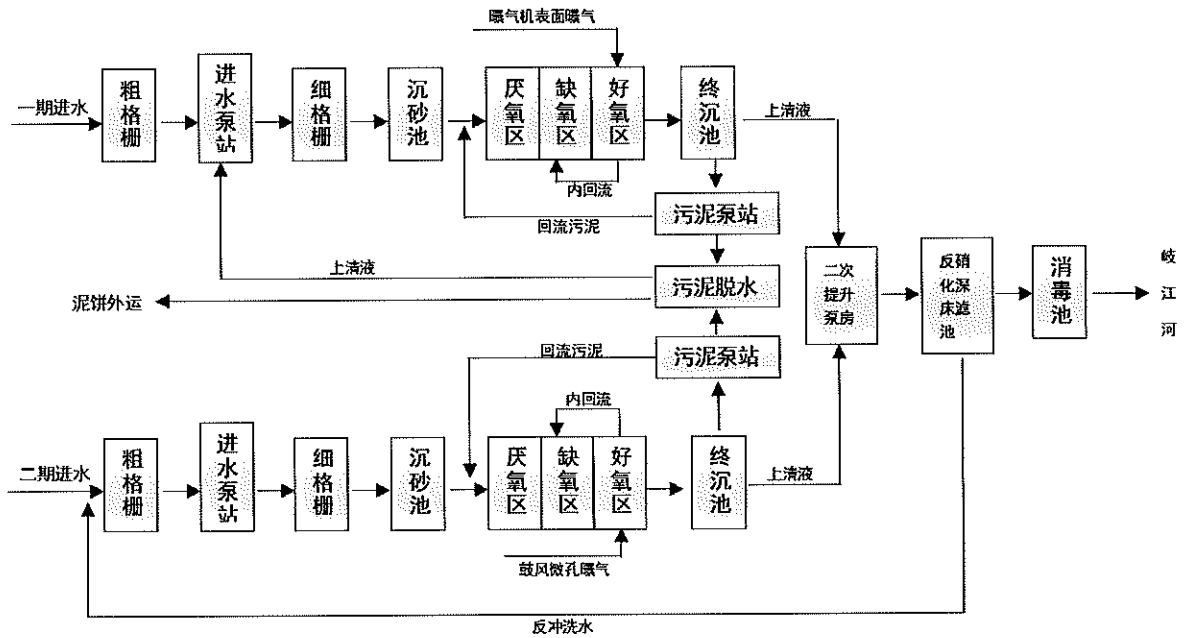 曝气机表面曝气
一期进水
粗格栅
进水泵站
细格栅
沉砂池
厌氧区
缺氧区
好氧区
终沉池
上清液
内回流
回流污泥
污泥泵站
上清液
污泥脱水
泥饼外运
二次
提升
泵房
反硝
化深
床滤
池
消毒池
岐
江
河
回流污泥
污泥泵站
内回流
二期进水
粗格栅
进水泵站
细格栅
沉砂池
厌氧区
缺氧区
好氧区
终沉池
上清液
鼓风微孔曝气
反冲洗水